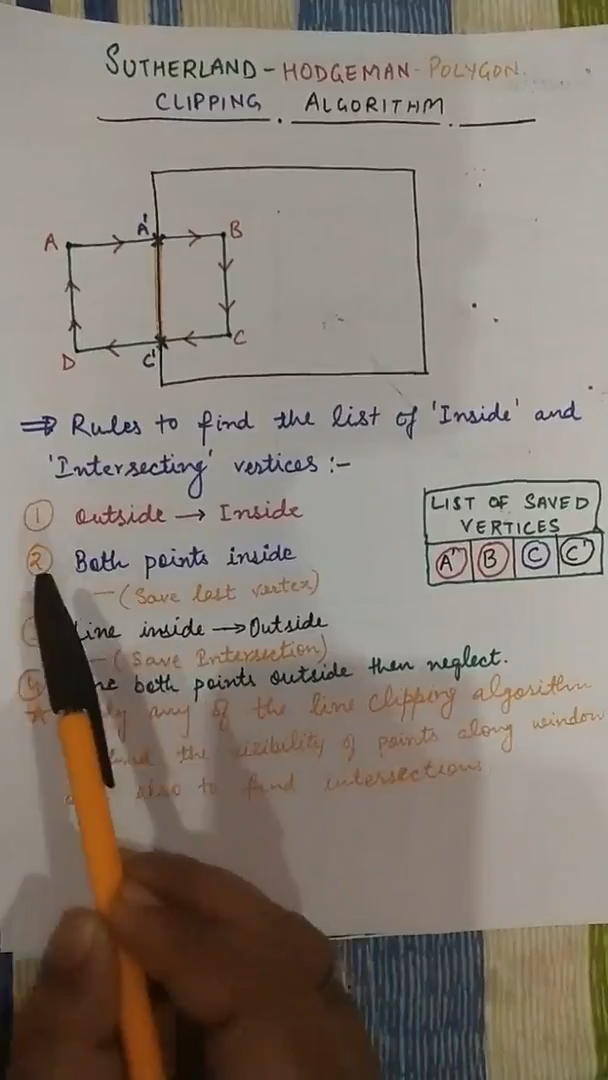 SUTHERLAND-HODGEMAN POLYGON
CLIPPING ALGORITHM
A A' B
D C' C
⇒ Rules to find the list of 'Inside' and
'Intersecting' vertices :-
① Outside → Inside
② Both points inside
— (Save last vertex)
line inside → Outside
— (Save Intersection)
④ both points outside then neglect.
* any of the line clipping algorithm
the visibility of points along window
also to find intersections
LIST OF SAVED
VERTICES
A' B C C'